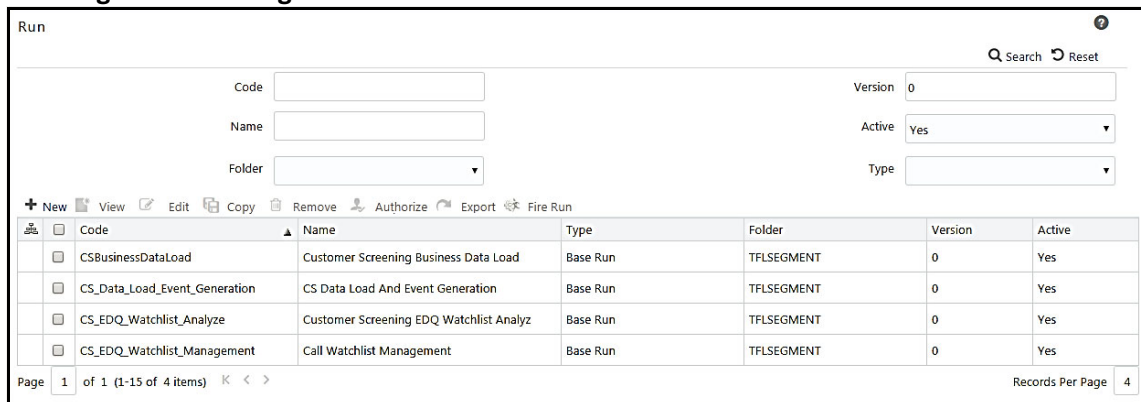 Run
Search Reset
Code Version 0
Name Active Yes
Folder Type
New View Edit Copy Remove Authorize Export Fire Run
Code Name Type Folder Version Active
CSBusinessDataLoad Customer Screening Business Data Load Base Run TFLSEGMENT 0 Yes
CS_Data_Load_Event_Generation CS Data Load And Event Generation Base Run TFLSEGMENT 0 Yes
CS_EDQ_Watchlist_Analyze Customer Screening EDQ Watchlist Analyz Base Run TFLSEGMENT 0 Yes
CS_EDQ_Watchlist_Management Call Watchlist Management Base Run TFLSEGMENT 0 Yes
Page 1 of 1 (1-15 of 4 items) Records Per Page 4